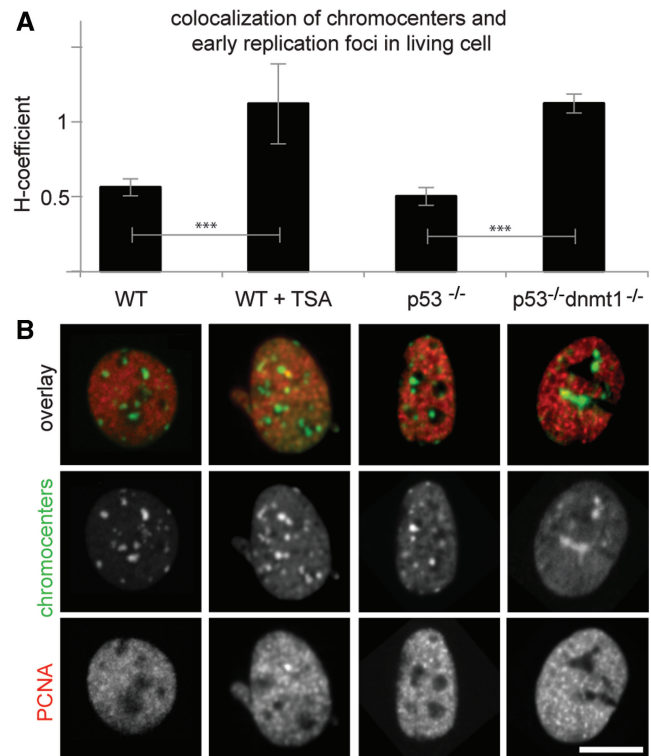 A
colocalization of chromocenters and
early replication foci in living cell
H-coefficient
1
0.5
***
***
WT
WT + TSA
p53 -/-
p53-/-dnmt1-/-
B
overlay
chromocenters
PCNA